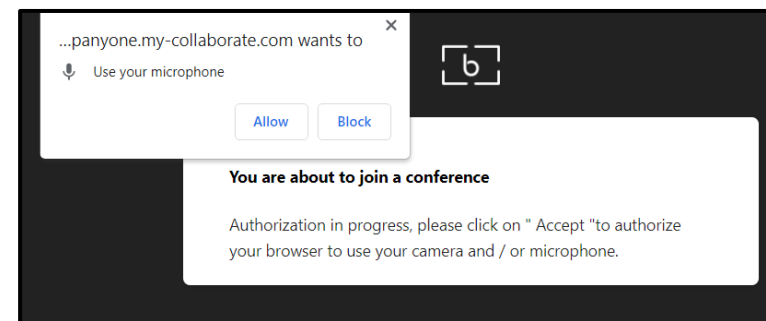 ...panyone.my-collaborate.com wants to
Use your microphone
Allow Block
b
You are about to join a conference
Authorization in progress, please click on " Accept "to authorize
your browser to use your camera and / or microphone.